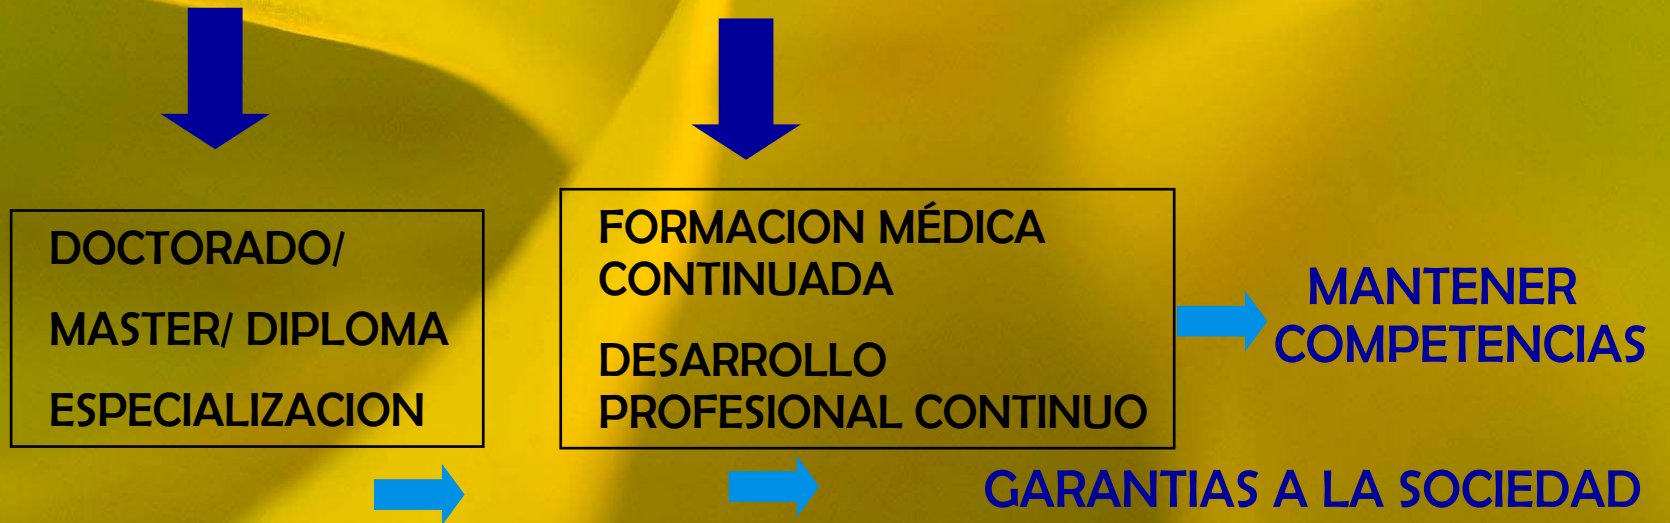 DOCTORADO/
MASTER/ DIPLOMA
ESPECIALIZACION
FORMACION MÉDICA
CONTINUADA
DESARROLLO
PROFESIONAL CONTINUO
MANTENER
COMPETENCIAS
GARANTIAS A LA SOCIEDAD